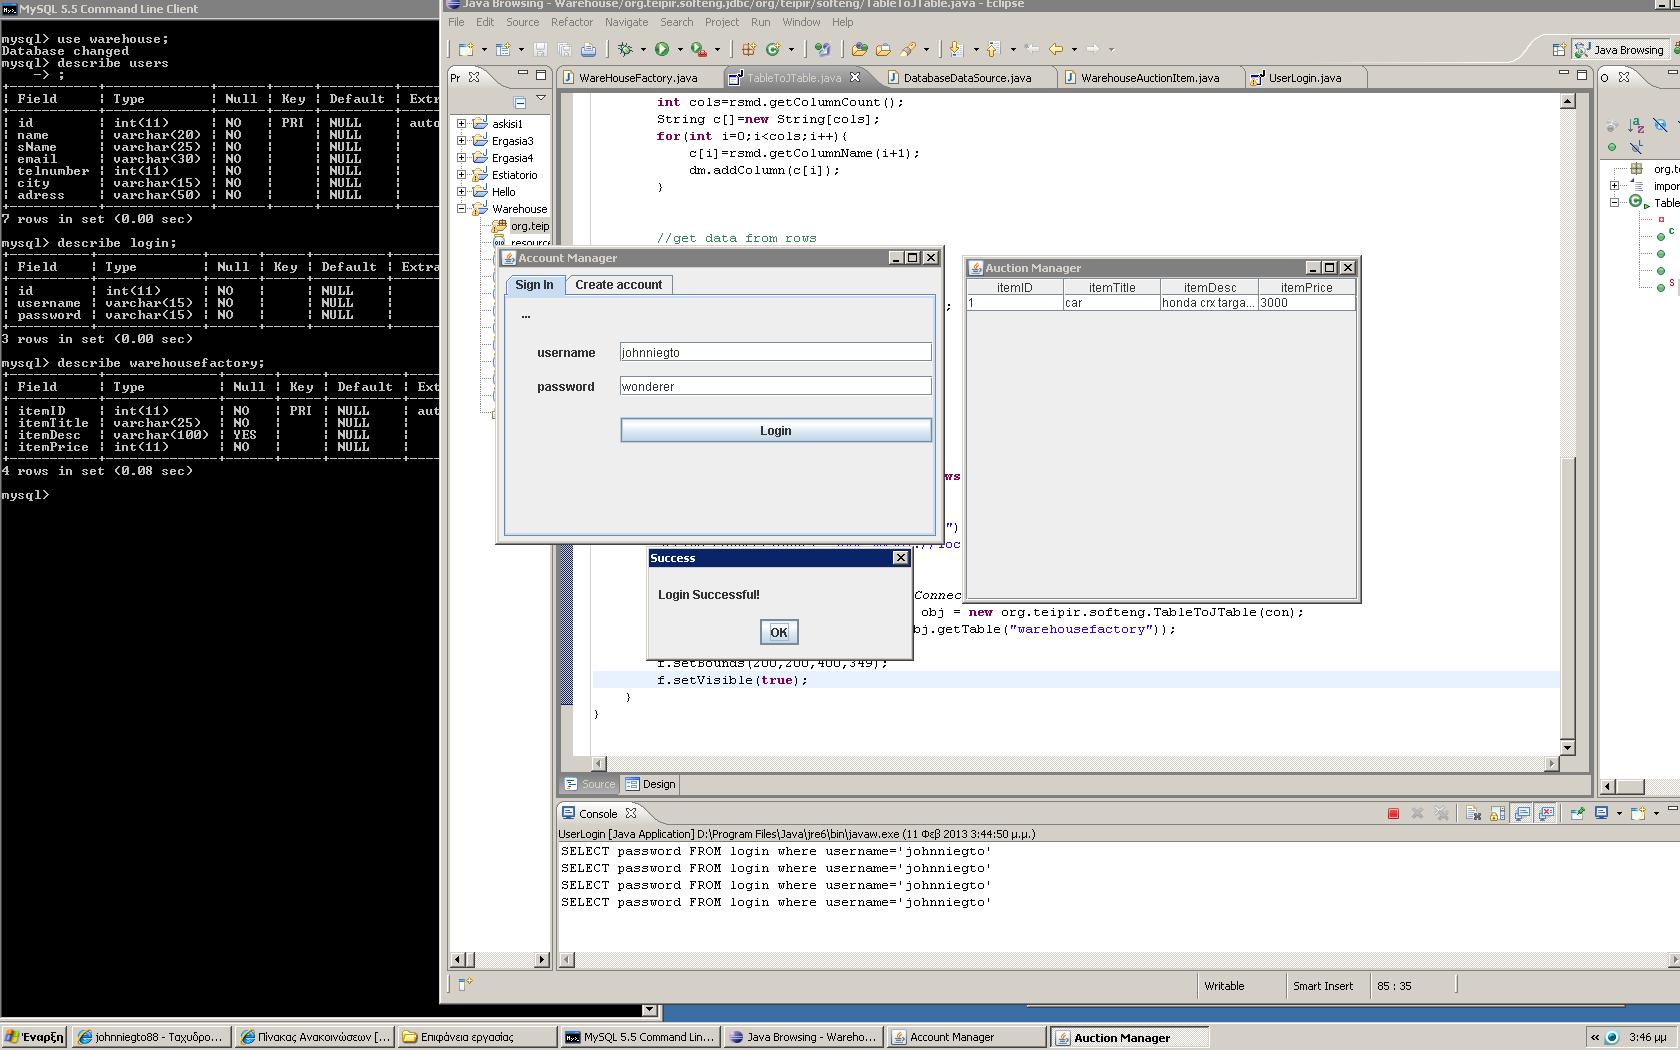 MySQL 5.5 Command Line Client
mysql> use warehouse;
Database changed
mysql> describe users
    -> ;
| Field | Type | Null | Key | Default | Extr
| id | int(11) | NO | PRI | NULL | auto
| name | varchar(20) | NO | | NULL |
| sName | varchar(25) | NO | | NULL |
| email | varchar(30) | NO | | NULL |
| telnumber | int(11) | NO | | NULL |
| city | varchar(15) | NO | | NULL |
| adress | varchar(50) | NO | | NULL |
7 rows in set (0.00 sec)
mysql> describe login;
| Field | Type | Null | Key | Default | Extra
| id | int(11) | NO | | NULL |
| username | varchar(15) | NO | | NULL |
| password | varchar(15) | NO | | NULL |
3 rows in set (0.00 sec)
mysql> describe warehousefactory;
| Field | Type | Null | Key | Default | Ext
| itemID | int(11) | NO | PRI | NULL | aut
| itemTitle | varchar(25) | NO | | NULL |
| itemDesc | varchar(100) | YES | | NULL |
| itemPrice | int(11) | NO | | NULL |
4 rows in set (0.08 sec)
mysql>
Java Browsing - Warehouse/org.teipir.softeng.jdbc/org/teipir/softeng/TableToJTable.java - Eclipse
File Edit Source Refactor Navigate Search Project Run Window Help
Java Browsing
Pr
askisi1
Ergasia3
Ergasia4
Estiatorio
Hello
Warehouse
org.teip
resource
WareHouseFactory.java TableToJTable.java DatabaseDataSource.java WarehouseAuctionItem.java UserLogin.java
int cols=rsmd.getColumnCount();
String c[]=new String[cols];
for(int i=0;i<cols;i++){
c[i]=rsmd.getColumnName(i+1);
dm.addColumn(c[i]);
}
//get data from rows
;
ws
")
Connec
obj = new org.teipir.softeng.TableToJTable(con);
bj.getTable("warehousefactory"));
f.setBounds(200,200,400,349);
f.setVisible(true);
}
}
Source Design
O
org.te
impor
Table
Account Manager
Sign In Create account
...
username johnniegto
password wonderer
Login
Success
Login Successful!
OK
Auction Manager
itemID itemTitle itemDesc itemPrice
1 car honda crx targa... 3000
Console
UserLogin [Java Application] D:\Program Files\Java\jre6\bin\javaw.exe (11 Φεβ 2013 3:44:50 μ.μ.)
SELECT password FROM login where username='johnniegto'
SELECT password FROM login where username='johnniegto'
SELECT password FROM login where username='johnniegto'
SELECT password FROM login where username='johnniegto'
Writable Smart Insert 85 : 35
Έναρξη johnniegto88 - Ταχυδρο... Πίνακας Ανακοινώσεων [... Επιφάνεια εργασίας MySQL 5.5 Command Lin... Java Browsing - Wareho... Account Manager Auction Manager « 3:46 μμ